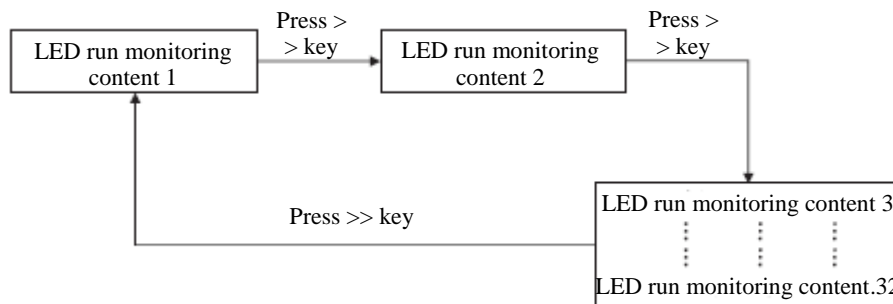 Press >
> key
Press >
> key
LED run monitoring
content 1
LED run monitoring
content 2
LED run monitoring content 3
Press >> key
LED run monitoring content.32